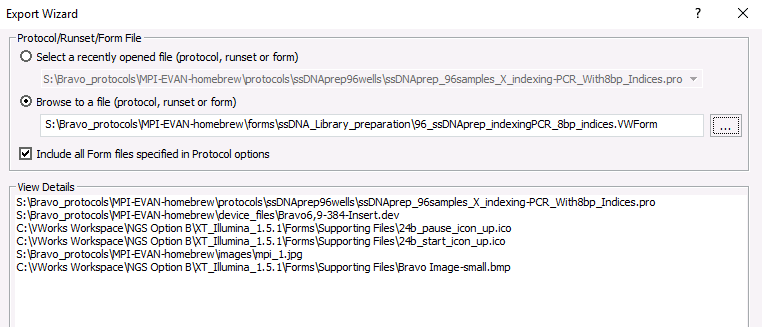 Export Wizard
? ×
Protocol/Runset/Form File
Select a recently opened file (protocol, runset or form)
S:\Bravo_protocols\MPI-EVAN-homebrew\protocols\ssDNAprep96wells\ssDNAprep_96samples_X_indexing-PCR_With8bp_Indices.pro
Browse to a file (protocol, runset or form)
S:\Bravo_protocols\MPI-EVAN-homebrew\forms\ssDNA_Library_preparation\96_ssDNAprep_indexingPCR_8bp_indices.VWForm
...
Include all Form files specified in Protocol options
View Details
S:\Bravo_protocols\MPI-EVAN-homebrew\protocols\ssDNAprep96wells\ssDNAprep_96samples_X_indexing-PCR_With8bp_Indices.pro
S:\Bravo_protocols\MPI-EVAN-homebrew\device_files\Bravo6,9-384-Insert.dev
C:\VWorks Workspace\NGS Option B\XT_Illumina_1.5.1\Forms\Supporting Files\24b_pause_icon_up.ico
C:\VWorks Workspace\NGS Option B\XT_Illumina_1.5.1\Forms\Supporting Files\24b_start_icon_up.ico
S:\Bravo_protocols\MPI-EVAN-homebrew\images\mpi_1.jpg
C:\VWorks Workspace\NGS Option B\XT_Illumina_1.5.1\Forms\Supporting Files\Bravo Image-small.bmp